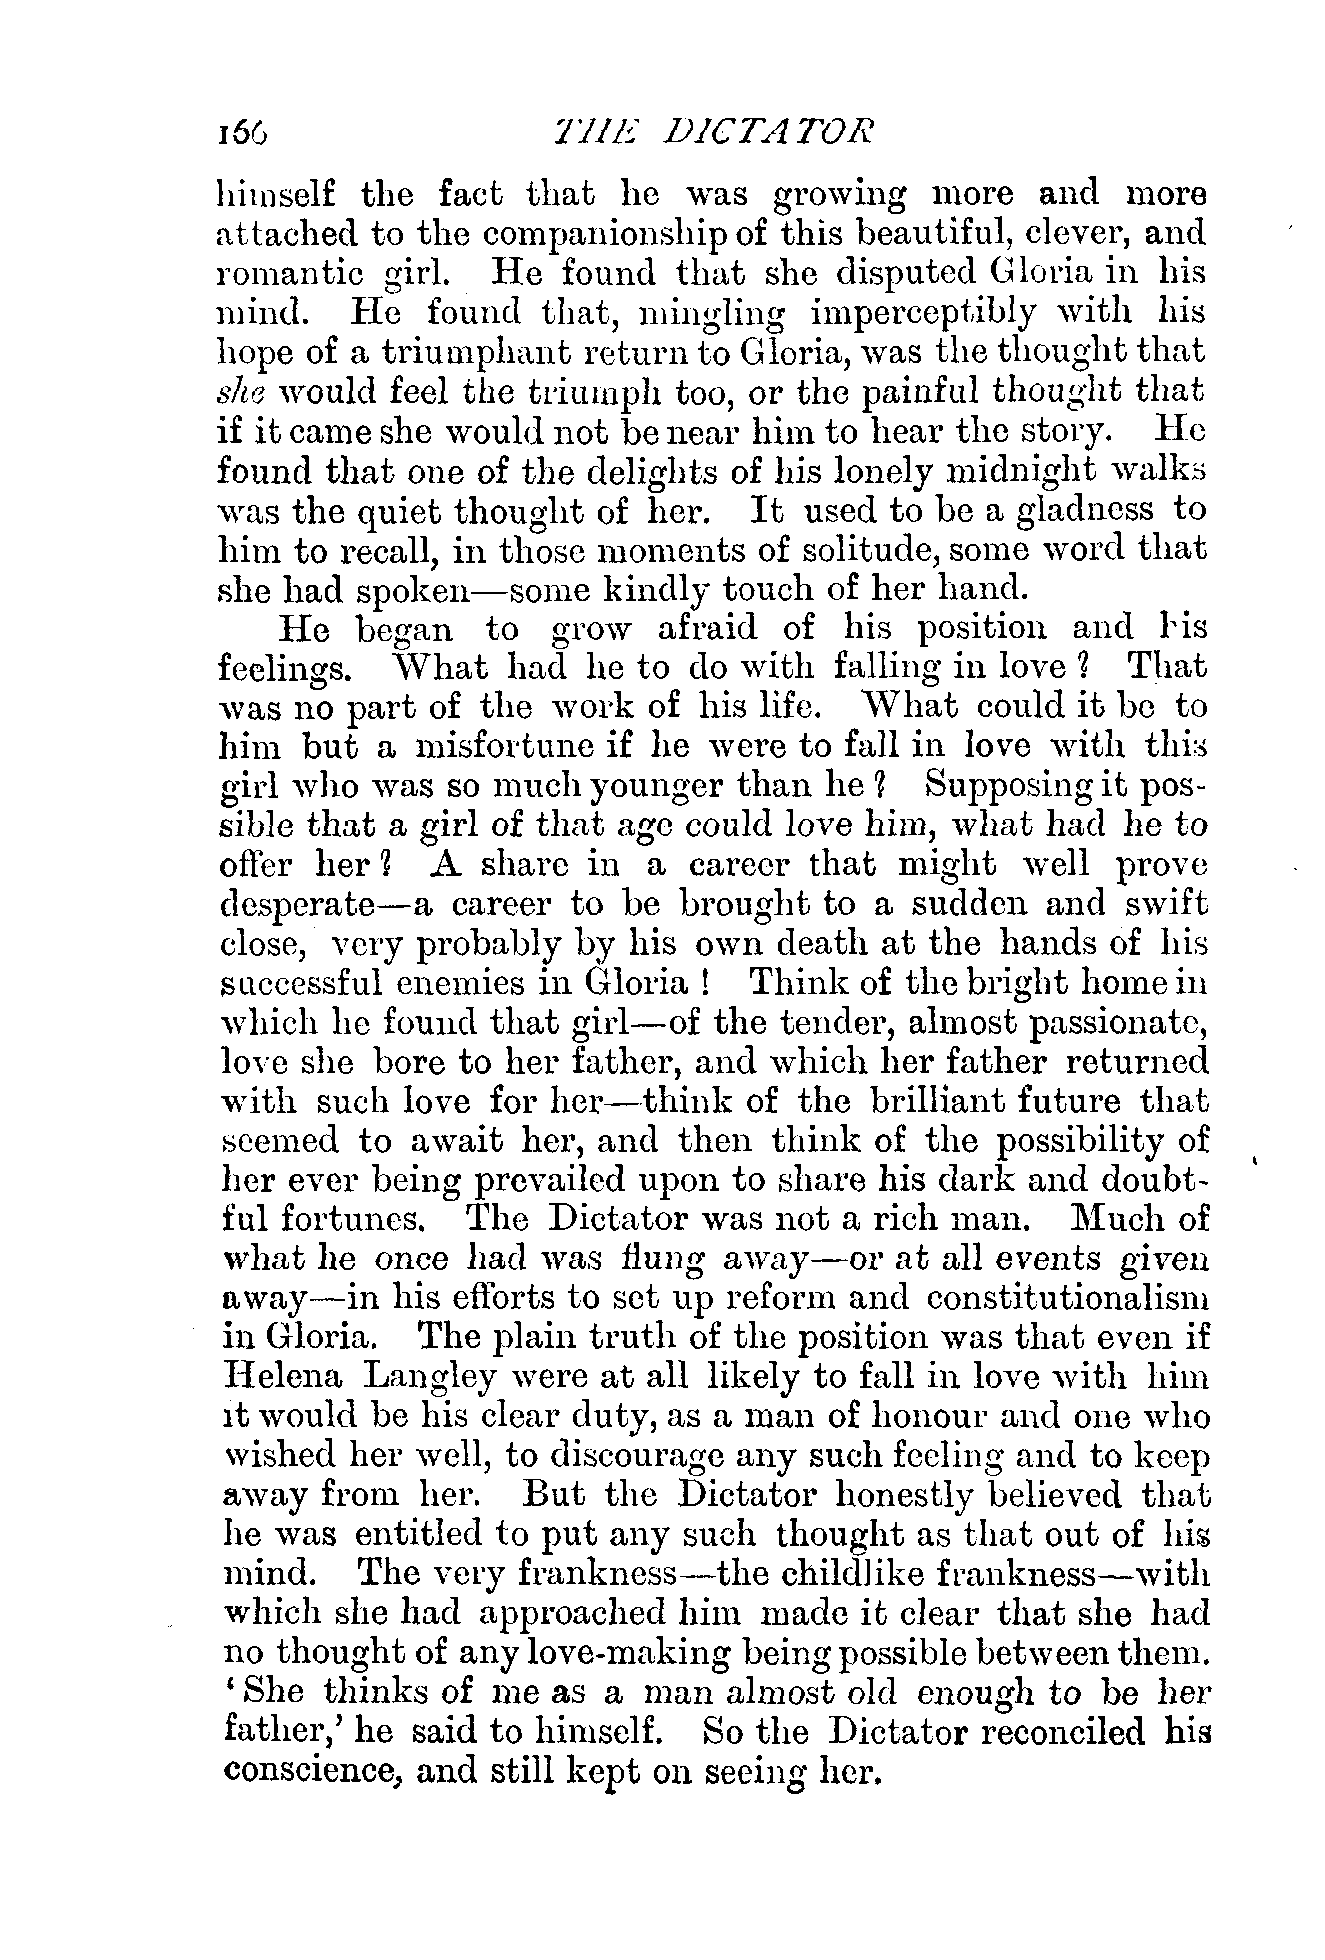 166 THE DICTATOR
himself the fact that he was growing more and more
attached to the companionship of this beautiful, clever, and
romantic girl. He found that she disputed Gloria in his
mind. He found that, mingling imperceptibly with his
hope of a triumphant return to Gloria, was the thought that
she would feel the triumph too, or the painful thought that
if it came she would not be near him to hear the story. He
found that one of the delights of his lonely midnight walks
was the quiet thought of her. It used to be a gladness to
him to recall, in those moments of solitude, some word that
she had spoken—some kindly touch of her hand.
He began to grow afraid of his position and his
feelings. What had he to do with falling in love? That
was no part of the work of his life. What could it be to
him but a misfortune if he were to fall in love with this
girl who was so much younger than he? Supposing it pos-
sible that a girl of that age could love him, what had he to
offer her? A share in a career that might well prove
desperate—a career to be brought to a sudden and swift
close, very probably by his own death at the hands of his
successful enemies in Gloria! Think of the bright home in
which he found that girl—of the tender, almost passionate,
love she bore to her father, and which her father returned
with such love for her—think of the brilliant future that
seemed to await her, and then think of the possibility of
her ever being prevailed upon to share his dark and doubt-
ful fortunes. The Dictator was not a rich man. Much of
what he once had was flung away—or at all events given
away—in his efforts to set up reform and constitutionalism
in Gloria. The plain truth of the position was that even if
Helena Langley were at all likely to fall in love with him
it would be his clear duty, as a man of honour and one who
wished her well, to discourage any such feeling and to keep
away from her. But the Dictator honestly believed that
he was entitled to put any such thought as that out of his
mind. The very frankness—the childlike frankness—with
which she had approached him made it clear that she had
no thought of any love-making being possible between them.
‘She thinks of me as a man almost old enough to be her
father,’ he said to himself. So the Dictator reconciled his
conscience, and still kept on seeing her.